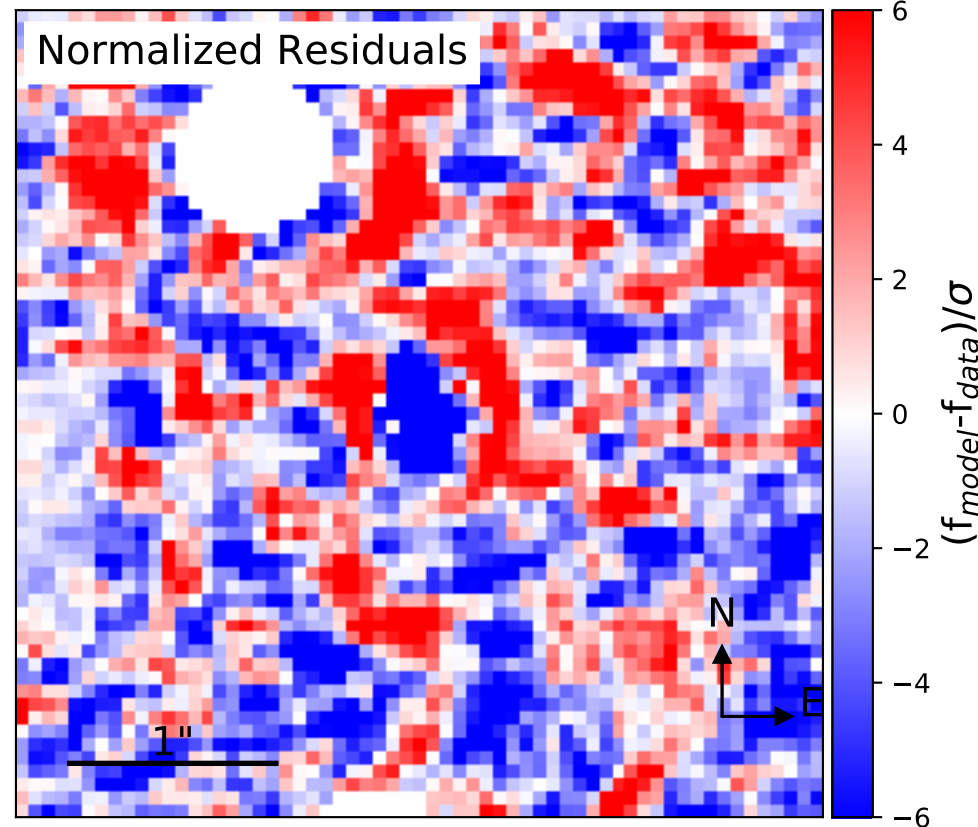 Normalized Residuals
6
4
2
0
−2
−4
−6
(f_model-f_data)/σ
N
E
1"